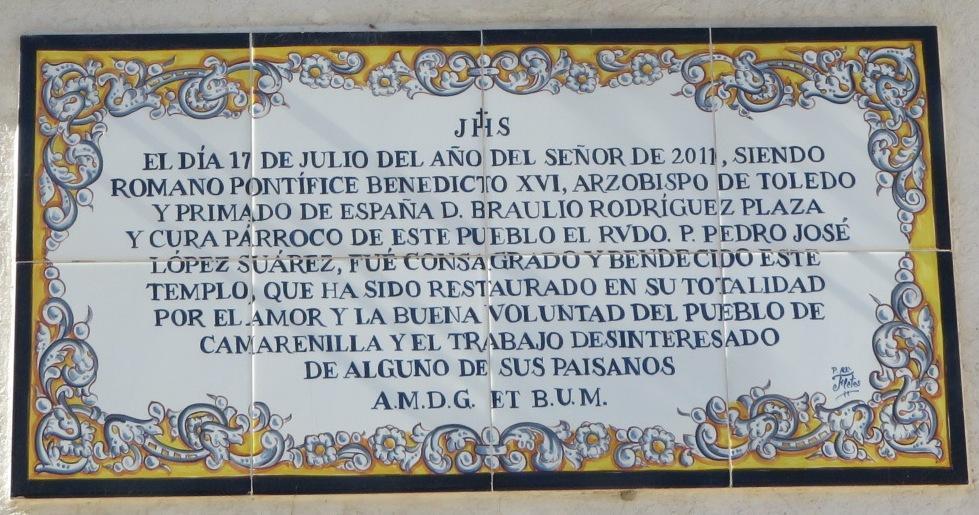 JHS
EL DÍA 17 DE JULIO DEL AÑO DEL SEÑOR DE 2011, SIENDO
ROMANO PONTÍFICE BENEDICTO XVI, ARZOBISPO DE TOLEDO
Y PRIMADO DE ESPAÑA D. BRAULIO RODRÍGUEZ PLAZA
Y CURA PÁRROCO DE ESTE PUEBLO EL RVDO. P. PEDRO JOSÉ
LÓPEZ SUÁREZ, FUÉ CONSAGRADO Y BENDECIDO ESTE
TEMPLO, QUE HA SIDO RESTAURADO EN SU TOTALIDAD
POR EL AMOR Y LA BUENA VOLUNTAD DEL PUEBLO DE
CAMARENILLA Y EL TRABAJO DESINTERESADO
DE ALGUNO DE SUS PAISANOS
A.M.D.G. ET B.U.M.